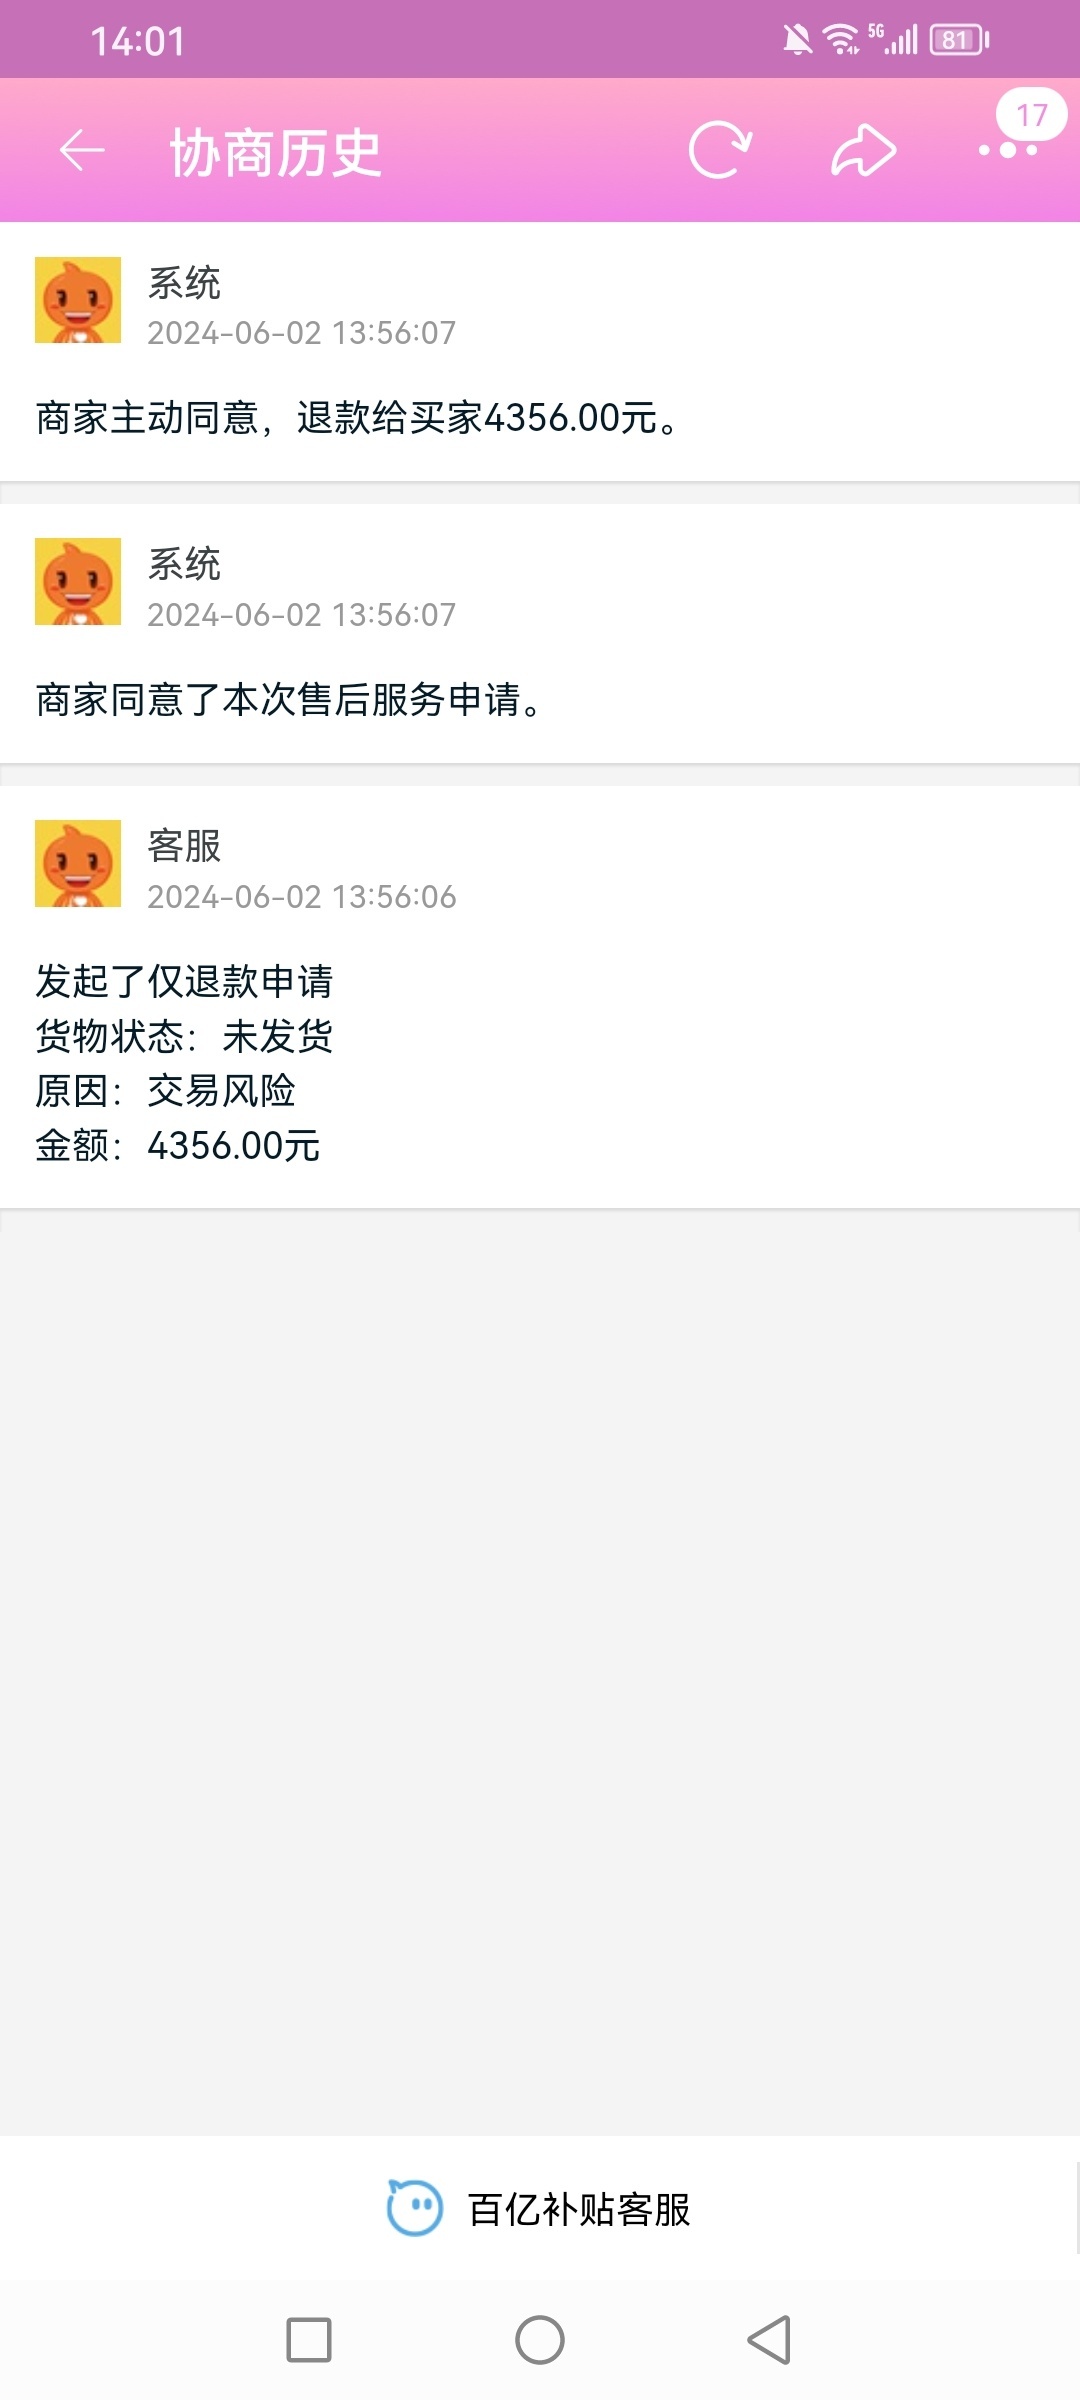 14:01
5G
81
协商历史
17
系统
2024-06-02 13:56:07
商家主动同意，退款给买家4356.00元。
系统
2024-06-02 13:56:07
商家同意了本次售后服务申请。
客服
2024-06-02 13:56:06
发起了仅退款申请
货物状态：未发货
原因：交易风险
金额：4356.00元
百亿补贴客服